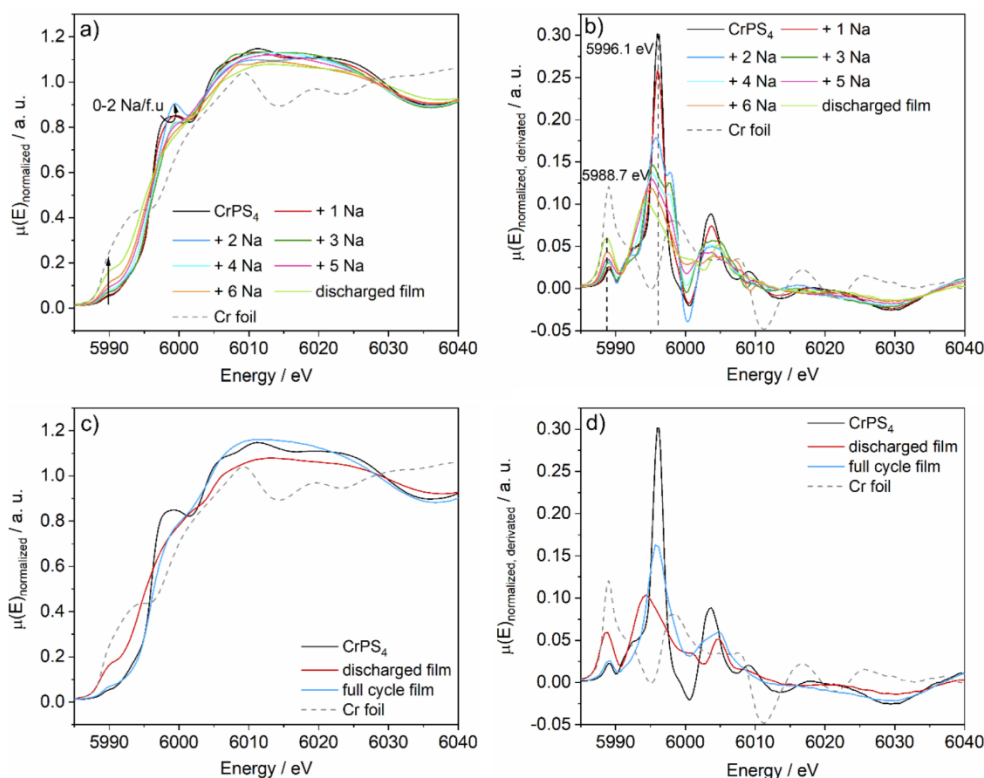 a)
μ(E)normalized / a. u.
1.2
1.0
0.8
0.6
0.4
0.2
0.0
0-2 Na/f.u
CrPS₄ + 1 Na
+ 2 Na + 3 Na
+ 4 Na + 5 Na
+ 6 Na discharged film
Cr foil
5990 6000 6010 6020 6030 6040
Energy / eV
b)
μ(E)normalized, derivated / a. u.
0.30
0.25
0.20
0.15
0.10
0.05
0.00
-0.05
5996.1 eV
5988.7 eV
CrPS₄ + 1 Na
+ 2 Na + 3 Na
+ 4 Na + 5 Na
+ 6 Na discharged film
Cr foil
5990 6000 6010 6020 6030 6040
Energy / eV
c)
μ(E)normalized / a. u.
1.2
1.0
0.8
0.6
0.4
0.2
0.0
CrPS₄
discharged film
full cycle film
Cr foil
5990 6000 6010 6020 6030 6040
Energy / eV
d)
μ(E)normalized, derivated / a. u.
0.30
0.25
0.20
0.15
0.10
0.05
0.00
-0.05
CrPS₄
discharged film
full cycle film
Cr foil
5990 6000 6010 6020 6030 6040
Energy / eV